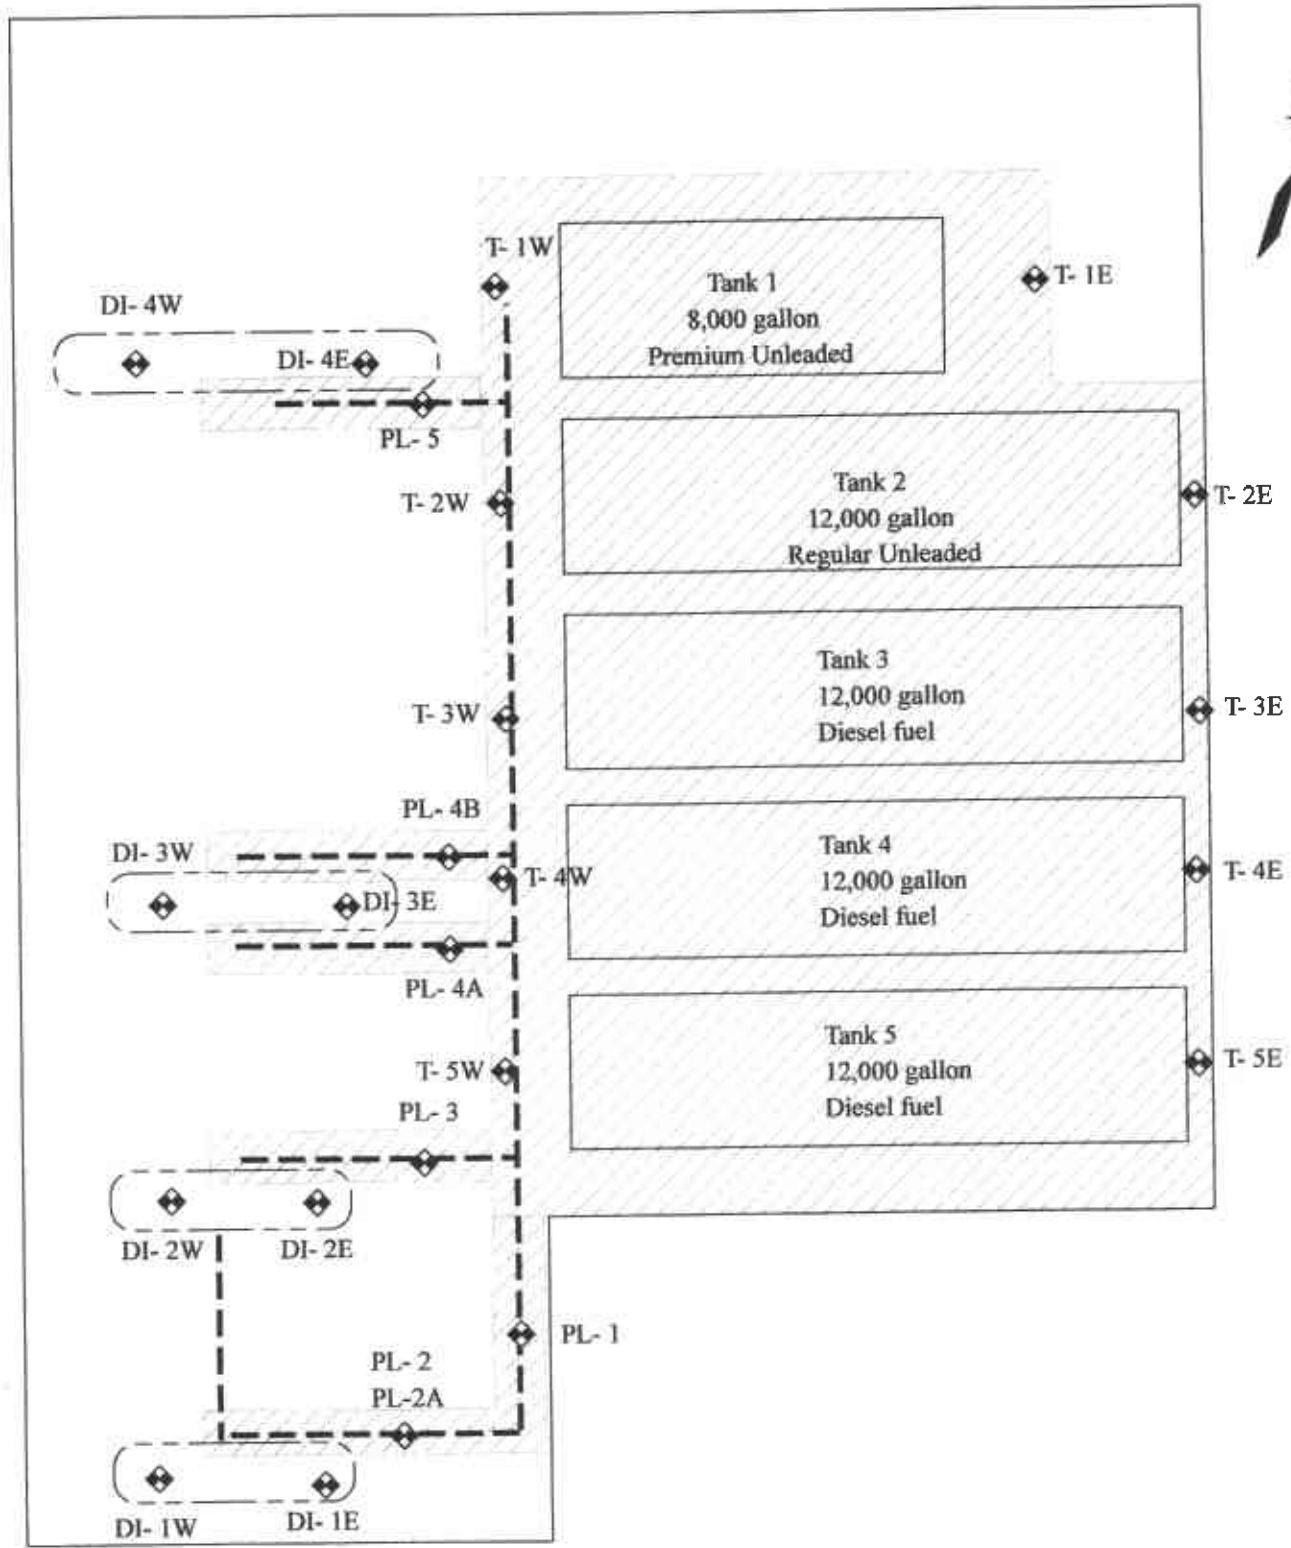 T- 1W
Tank 1
8,000 gallon
Premium Unleaded
T- 1E
DI- 4W
DI- 4E
PL- 5
T- 2W
Tank 2
12,000 gallon
Regular Unleaded
T- 2E
T- 3W
Tank 3
12,000 gallon
Diesel fuel
T- 3E
PL- 4B
DI- 3W
T- 4W
Tank 4
12,000 gallon
Diesel fuel
T- 4E
DI- 3E
PL- 4A
T- 5W
Tank 5
12,000 gallon
Diesel fuel
T- 5E
PL- 3
DI- 2W
DI- 2E
PL- 1
PL- 2
PL-2A
DI- 1W
DI- 1E